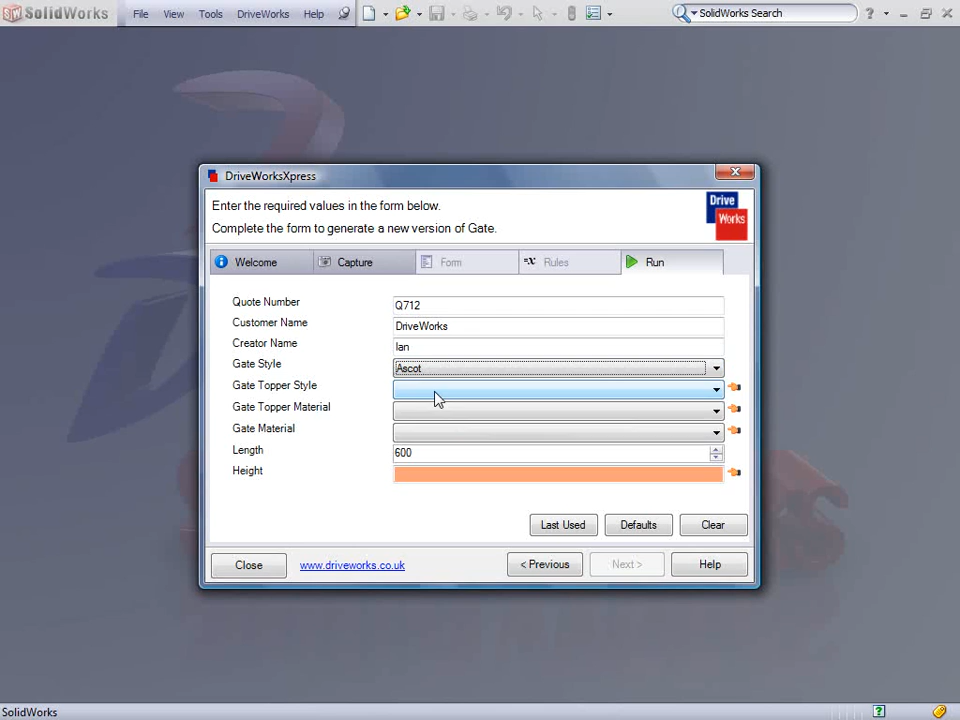 SW SolidWorks File View Tools DriveWorks Help SolidWorks Search ?
DriveWorksXpress
Enter the required values in the form below.
Complete the form to generate a new version of Gate.
Drive
Works
Welcome Capture Form Rules Run
Quote Number Q712
Customer Name DriveWorks
Creator Name Ian
Gate Style Ascot
Gate Topper Style
Gate Topper Material
Gate Material
Length 600
Height
Last Used Defaults Clear
Close www.driveworks.co.uk < Previous Next > Help
SolidWorks ?